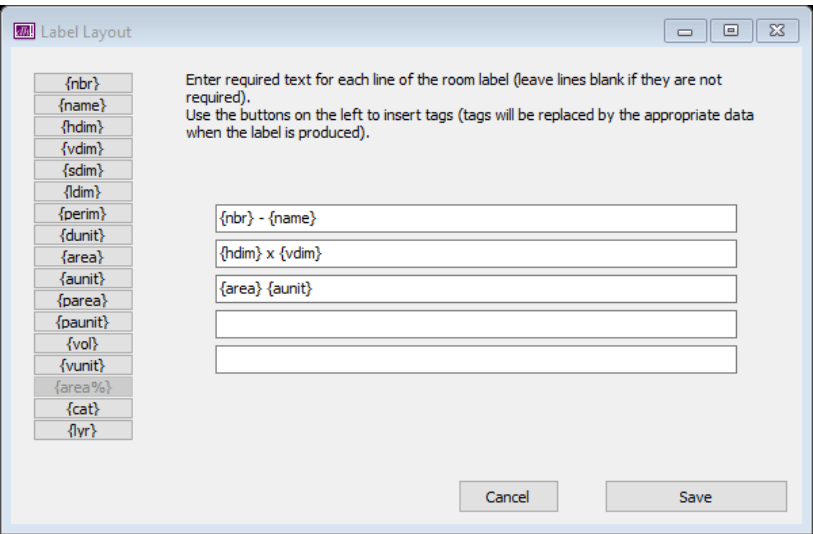 Label Layout
{nbr}
{name}
{hdim}
{vdim}
{sdim}
{ldim}
{perim}
{dunit}
{area}
{aunit}
{parea}
{paunit}
{vol}
{vunit}
{area%}
{cat}
{lyr}
Enter required text for each line of the room label (leave lines blank if they are not
required).
Use the buttons on the left to insert tags (tags will be replaced by the appropriate data
when the label is produced).
{nbr} - {name}
{hdim} x {vdim}
{area} {aunit}
Cancel
Save